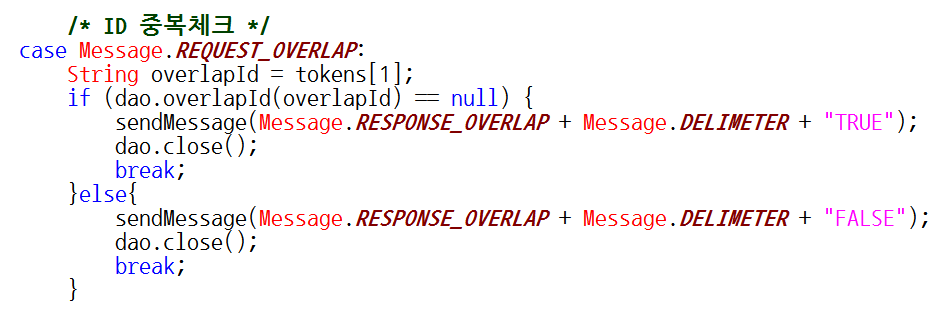 /* ID 중복체크 */
case Message.REQUEST_OVERLAP:
String overlapId = tokens[1];
if (dao.overlapId(overlapId) == null) {
sendMessage(Message.RESPONSE_OVERLAP + Message.DELIMETER + "TRUE");
dao.close();
break;
}else{
sendMessage(Message.RESPONSE_OVERLAP + Message.DELIMETER + "FALSE");
dao.close();
break;
}